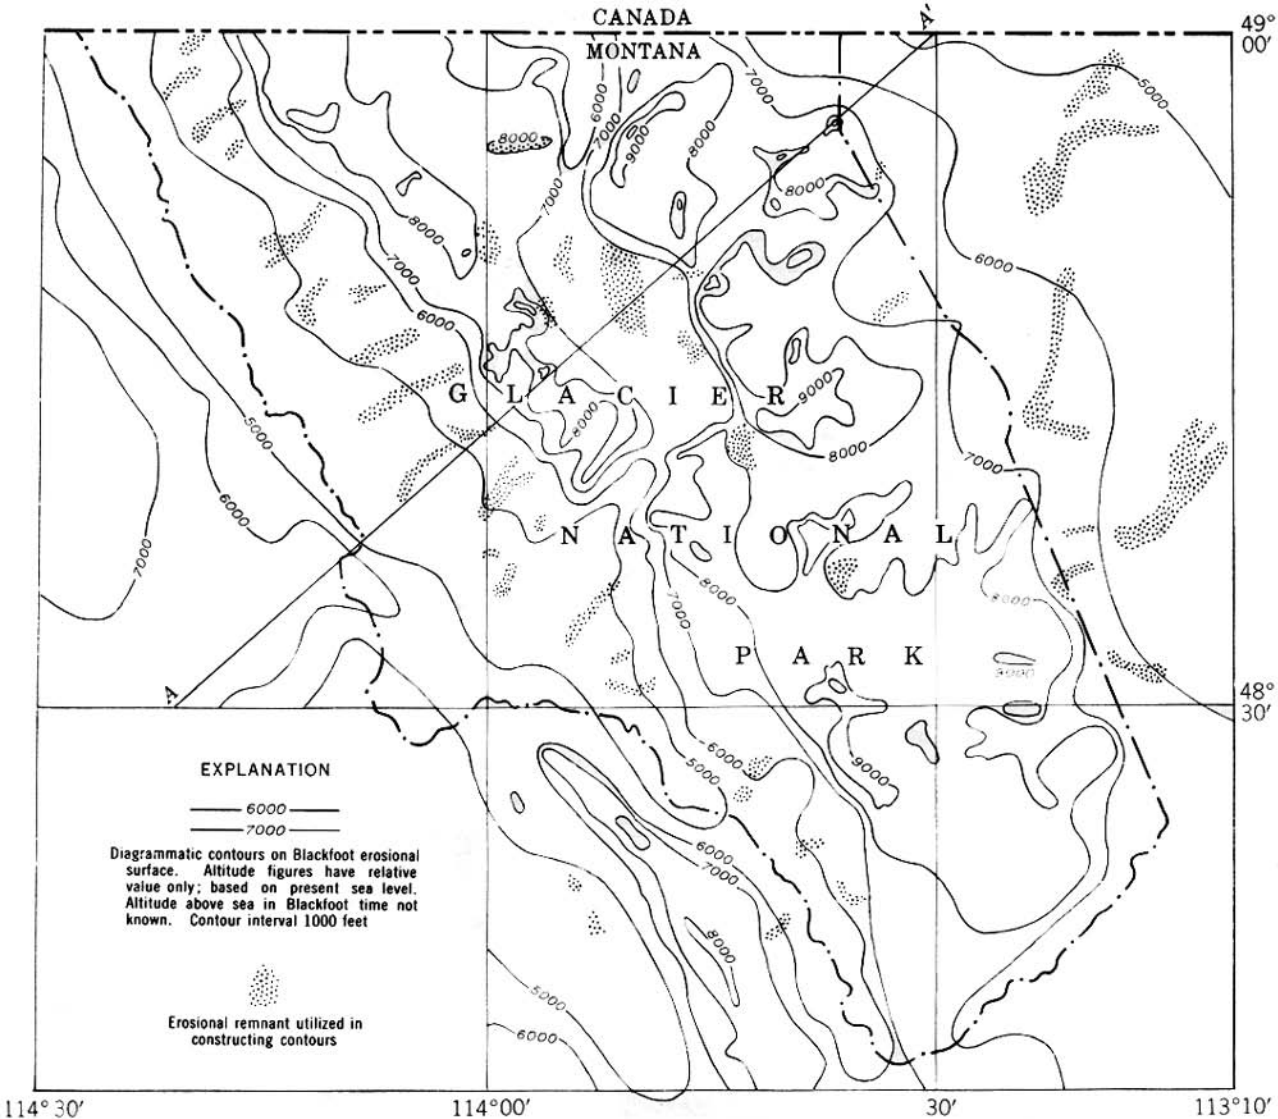 CANADA
MONTANA
A'
49°
00'
7000
6000
5000
6000
7000
9000
8000
8000
7000
8000
8000
7000
6000
6000
G L A C I E R
9000
8000
5000
8000
7000
6000
7000
N A T I O N A L
8000
7000
8000
P A R K
9000
A
48°
30'
6000
5000
9000
6000
7000
8000
5000
6000
EXPLANATION
6000
7000
Diagrammatic contours on Blackfoot erosional
surface. Altitude figures have relative
value only; based on present sea level.
Altitude above sea in Blackfoot time not
known. Contour interval 1000 feet
Erosional remnant utilized in
constructing contours
114° 30'
114° 00'
30'
113° 10'